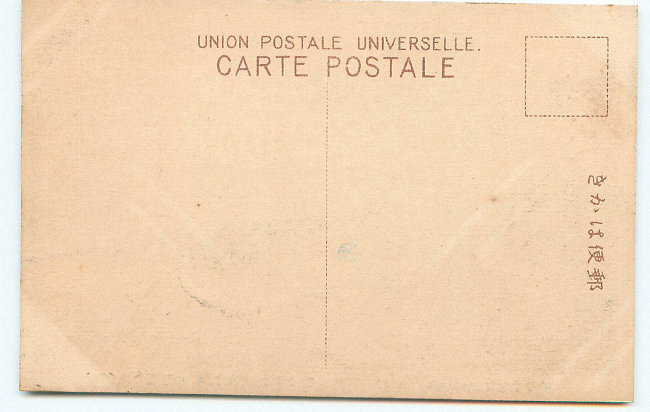 UNION POSTALE UNIVERSELLE.
CARTE POSTALE
郵便はかき